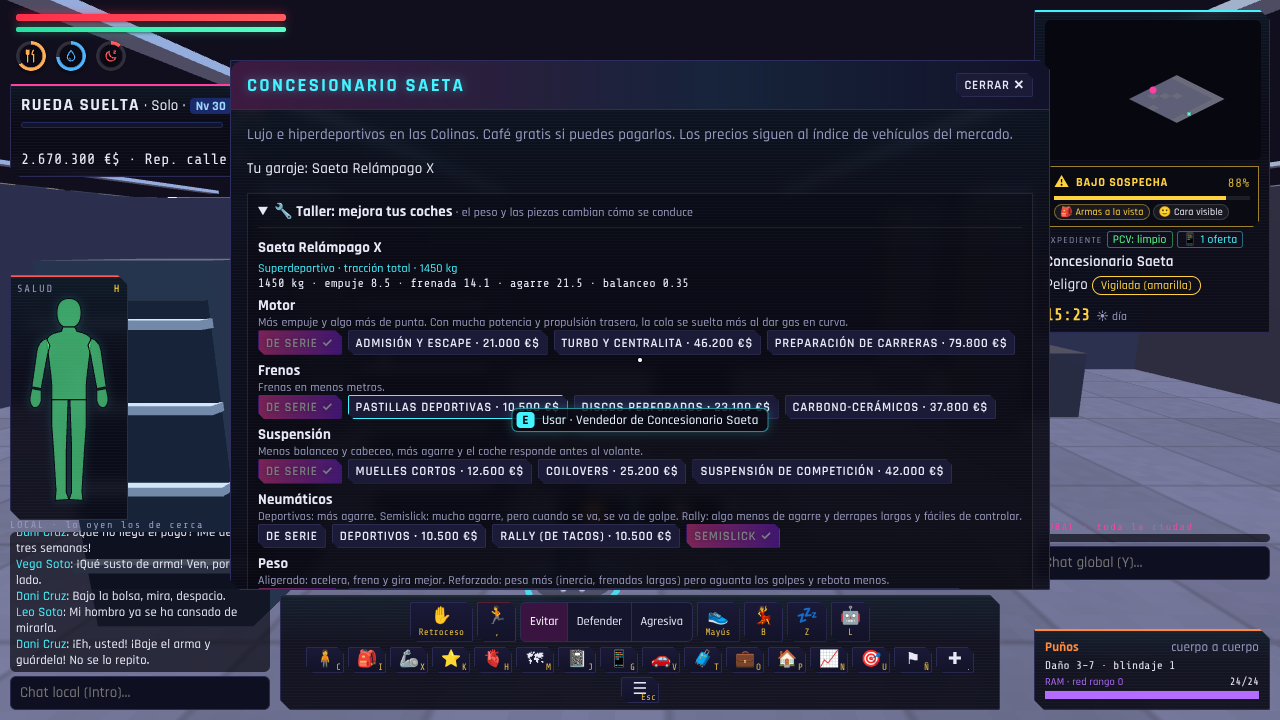 RUEDA SUELTA · Solo · Nv 30
2.670.300 €$ · Rep. calle
CONCESIONARIO SAETA
CERRAR ✕
Lujo e hiperdeportivos en las Colinas. Café gratis si puedes pagarlos. Los precios siguen al índice de vehículos del mercado.
Tu garaje: Saeta Relámpago X
▼ 🔧 Taller: mejora tus coches · el peso y las piezas cambian cómo se conduce
Saeta Relámpago X
Superdeportivo · tracción total · 1450 kg
1450 kg · empuje 8.5 · frenada 14.1 · agarre 21.5 · balanceo 0.35
Motor
Más empuje y algo más de punta. Con mucha potencia y propulsión trasera, la cola se suelta más al dar gas en curva.
DE SERIE ✓ ADMISIÓN Y ESCAPE · 21.000 €$ TURBO Y CENTRALITA · 46.200 €$ PREPARACIÓN DE CARRERAS · 79.800 €$
Frenos
Frenas en menos metros.
DE SERIE ✓ PASTILLAS DEPORTIVAS · 10.500 €$ DISCOS PERFORADOS · 23.100 €$ CARBONO-CERÁMICOS · 37.800 €$
E Usar · Vendedor de Concesionario Saeta
Suspensión
Menos balanceo y cabeceo, más agarre y el coche responde antes al volante.
DE SERIE ✓ MUELLES CORTOS · 12.600 €$ COILOVERS · 25.200 €$ SUSPENSIÓN DE COMPETICIÓN · 42.000 €$
Neumáticos
Deportivos: más agarre. Semislick: mucho agarre, pero cuando se va, se va de golpe. Rally: algo menos de agarre y derrapes largos y fáciles de controlar.
DE SERIE DEPORTIVOS · 10.500 €$ RALLY (DE TACOS) · 10.500 €$ SEMISLICK ✓
Peso
Aligerado: acelera, frena y gira mejor. Reforzada: pesa más (inercia, frenadas largas) pero aguanta los golpes y rebota menos.
BAJO SOSPECHA 88%
Armas a la vista Cara visible
XPEDIENTE PCV: limpio 1 oferta
Concesionario Saeta
Peligro Vigilada (amarilla)
15:23 día
SALUD H
LOCAL · lo oyen los de cerca
tres semanas!
Vega Soto: ¡Qué susto de arma! Ven, por lado.
Dani Cruz: Bajo la bolsa, mira, despacio.
Leo Soto: Mi hombro ya se ha cansado de mirarla.
Dani Cruz: ¡Eh, usted! ¡Baje el arma y guárdela! No se lo repito.
Chat local (Intro)...
toda la ciudad
Chat global (Y)...
Retroceso , Evitar Defender Agresiva Mayús B Z L
C I X K H M J G V T O P N U Ñ .
Esc
Puños cuerpo a cuerpo
Daño 3-7 · blindaje 1
RAM · red rango 0 24/24